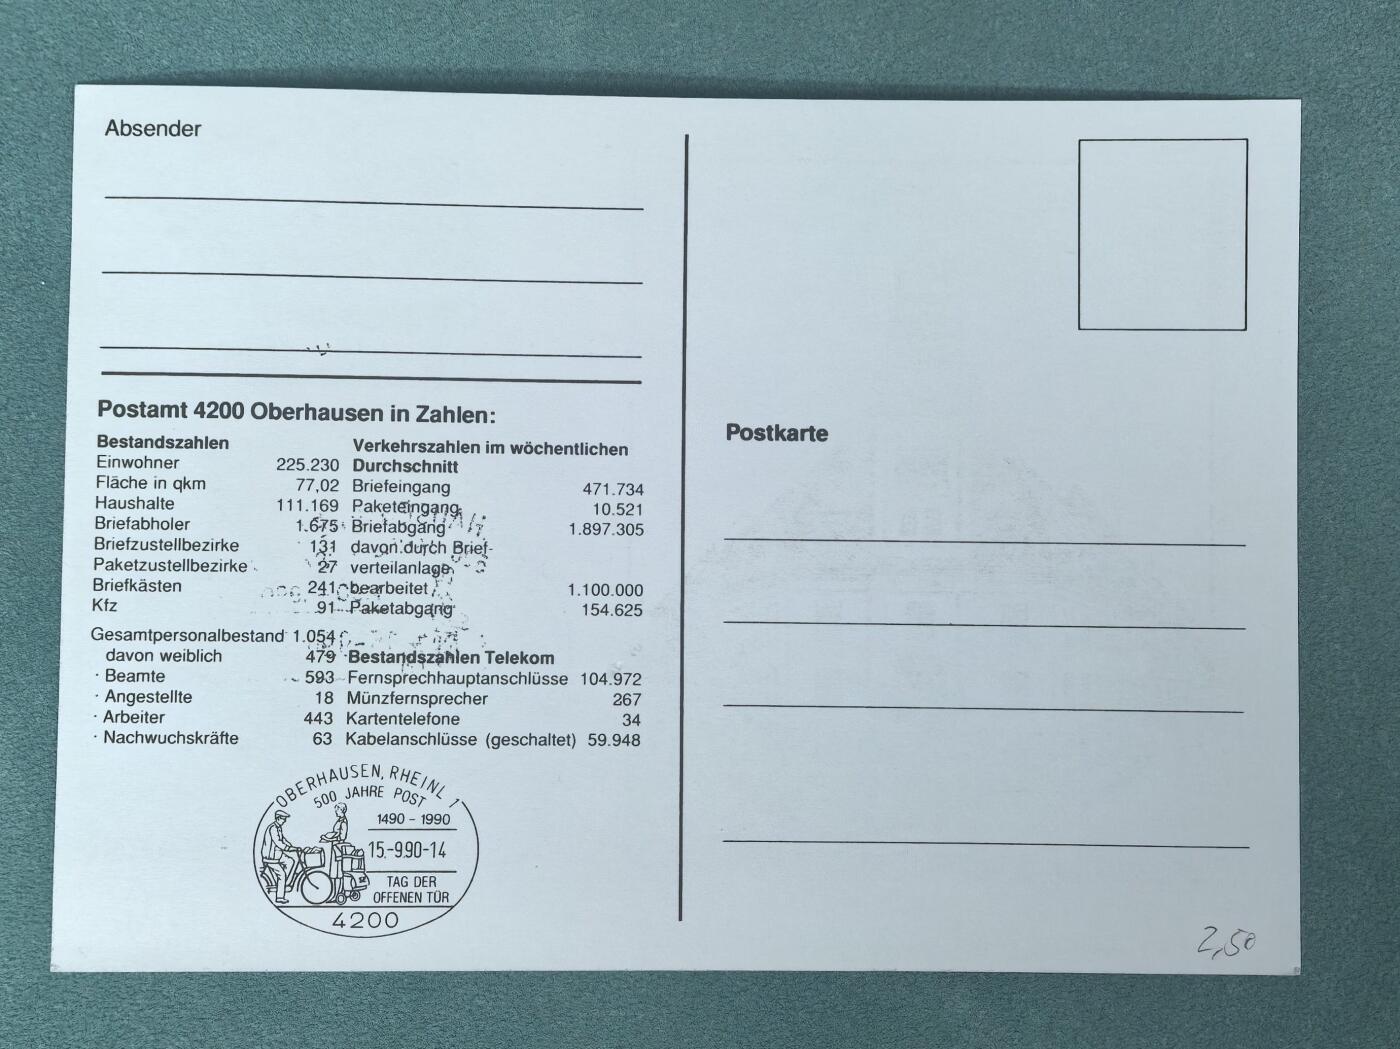 Absender
Postamt 4200 Oberhausen in Zahlen:
Bestandszahlen
Einwohner 225.230
Fläche in qkm 77,02
Haushalte 111.169
Briefabholer 1.675
Briefzustellbezirke 131
Paketzustellbezirke 27
Briefkästen 241
Kfz 91
Gesamtpersonalbestand 1.054
davon weiblich 479
· Beamte 593
· Angestellte 18
· Arbeiter 443
· Nachwuchskräfte 63
Verkehrszahlen im wöchentlichen
Durchschnitt
Briefeingang 471.734
Paketeingang 10.521
Briefabgang 1.897.305
davon durch Brief-
verteilanlage
bearbeitet 1.100.000
Paketabgang 154.625
Bestandszahlen Telekom
Fernsprechhauptanschlüsse 104.972
Münzfernsprecher 267
Kartentelefone 34
Kabelanschlüsse (geschaltet) 59.948
OBERHAUSEN, RHEINL 1
500 JAHRE POST
1490 - 1990
15.-9.90-14
TAG DER
OFFENEN TÜR
4200
Postkarte
2,50